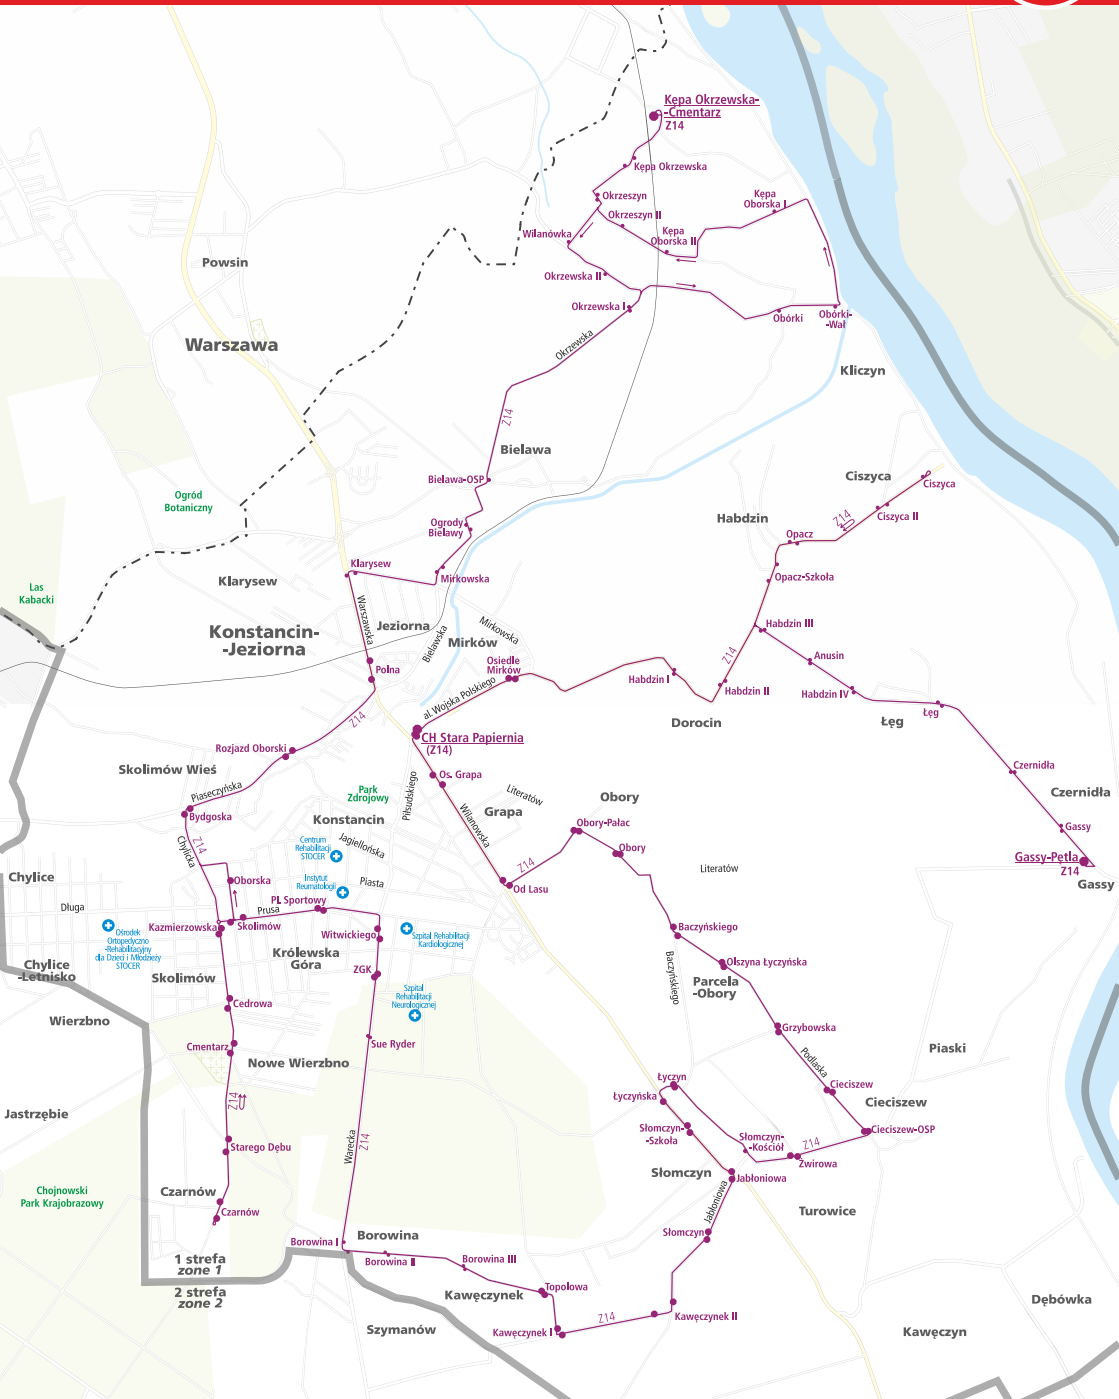 Kępa Okrzewska-
-Cmentarz
Z14
Kępa Okrzewska
Okrzeszyn
Kępa
Oborska I
Okrzeszyn II
Wilanówka
Kępa
Oborska II
Powsin
Okrzewska II
Okrzewska I
Obórki
Obórki-
-Wał
Warszawa
Okrzewska
Kliczyn
Z14
Bielawa
Bielawa-OSP
Ciszyca
Ciszyca
Ogród
Botaniczny
Habdzin
Z14
Ciszyca II
Ogrody
Bielawy
Opacz
Klarysew
Klarysew
Mirkowska
Opacz-Szkoła
Las
Kabacki
Warszawska
Jeziorna
Bielawska
Mirkowska
Mirków
Habdzin III
Konstancin-
-Jeziorna
Polna
Osiedle
Mirków
Z14
Anusin
Habdzin I
Habdzin II
Habdzin IV
al. Wojska Polskiego
Z14
Dorocin
Łęg
Łęg
CH Stara Papiernia
(Z14)
Rozjazd Oborski
Skolimów Wieś
Os. Grapa
Czernidła
Piaseczyńska
Park
Zdrojowy
Piłsudskiego
Literatów
Obory
Czernidła
Bydgoska
Konstancin
Wilanowska
Grapa
Obory-Pałac
Gassy
Chylicka
Z14
Centrum
Rehabilitacji
STOCER
Jagiellońska
Obory
Gassy-Pętla
Z14
Chylice
Oborska
Instytut
Reumatologii
Piasta
Z14
Od Lasu
Literatów
Gassy
Długa
Prusa
Pl. Sportowy
Kazmierzowska
Skolimów
Witwickiego
Baczyńskiego
Ośrodek
Ortopedyczno
-Rehabilitacyjny
dla Dzieci i Młodzieży
STOCER
Szpital Rehabilitacji
Kardiologicznej
Królewska
Góra
Chylice
-Letnisko
Skolimów
ZGK
Baczyńskiego
Olszyna Łyczyńska
Parcela
-Obory
Szpital
Rehabilitacji
Neurologicznej
Cedrowa
Wierzbno
Grzybowska
Cmentarz
Sue Ryder
Nowe Wierzbno
Piaski
Podlaska
Łyczyn
Cieciszew
Łyczyńska
Cieciszew
Jastrzębie
Z14
Słomczyn-
-Szkoła
Słomczyn-
-Kościół
Z14
Cieciszew-OSP
Starego Dębu
Warecka
Z14
Żwirowa
Słomczyn
Jabłoniowa
Chojnowski
Park Krajobrazowy
Czarnów
Czarnów
Jabłoniowa
Turowice
Borowina
Słomczyn
Borowina I
Borowina II
Borowina III
1 strefa
zone 1
2 strefa
zone 2
Kawęczynek
Topolowa
Dębówka
Z14
Kawęczynek II
Szymanów
Kawęczynek I
Kawęczyn